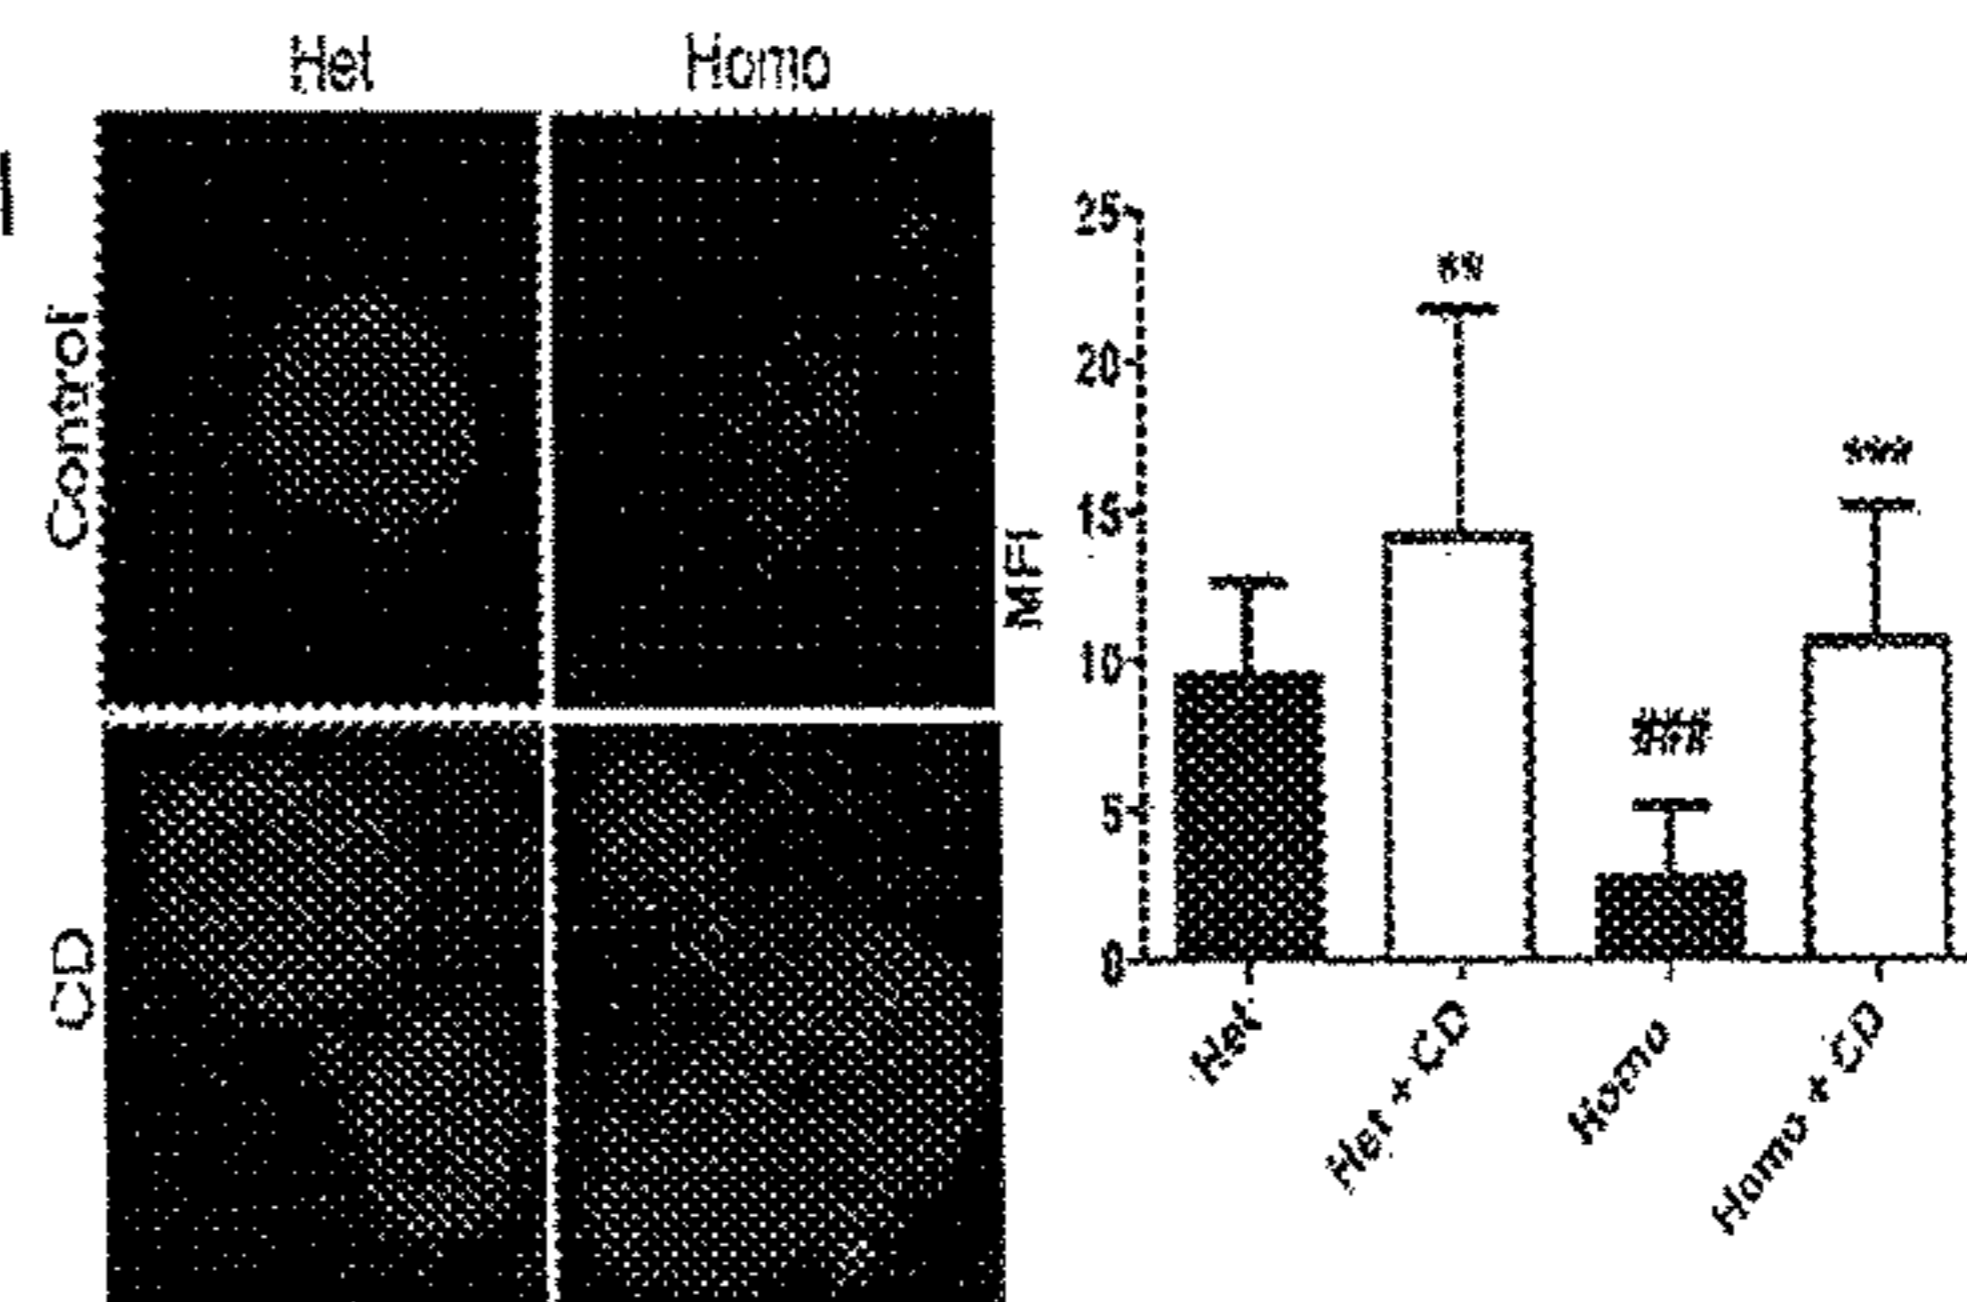 Het Homo
Control
CD
MFI
25
20
15
10
5
0
###
Het
Het + CD
Homo
Homo + CD